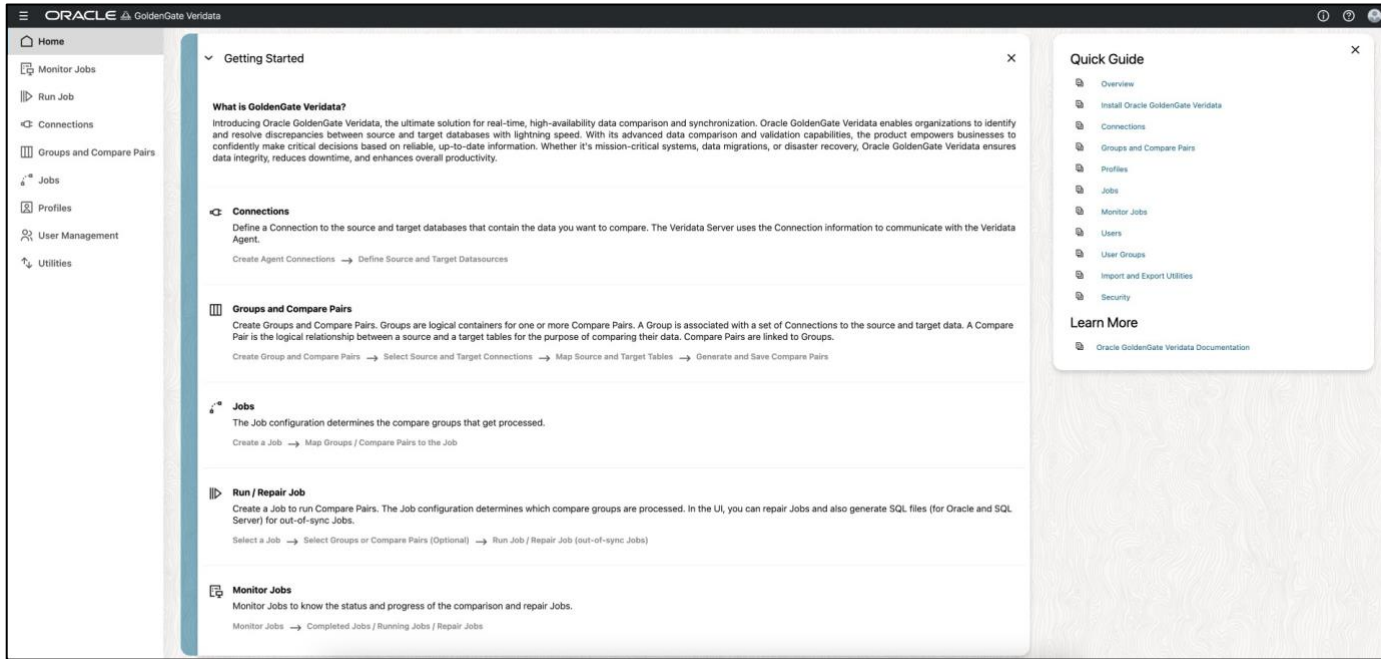 ORACLE GoldenGate Veridata
Home
Monitor Jobs
Run Job
Connections
Groups and Compare Pairs
Jobs
Profiles
User Management
Utilities
Getting Started
What is GoldenGate Veridata?
Introducing Oracle GoldenGate Veridata, the ultimate solution for real-time, high-availability data comparison and synchronization. Oracle GoldenGate Veridata enables organizations to identify
and resolve discrepancies between source and target databases with lightning speed. With its advanced data comparison and validation capabilities, the product empowers businesses to
confidently make critical decisions based on reliable, up-to-date information. Whether it's mission-critical systems, data migrations, or disaster recovery, Oracle GoldenGate Veridata ensures
data integrity, reduces downtime, and enhances overall productivity.
Connections
Define a Connection to the source and target databases that contain the data you want to compare. The Veridata Server uses the Connection information to communicate with the Veridata
Agent.
Create Agent Connections → Define Source and Target Datasources
Groups and Compare Pairs
Create Groups and Compare Pairs. Groups are logical containers for one or more Compare Pairs. A Group is associated with a set of Connections to the source and target data. A Compare
Pair is the logical relationship between a source and a target tables for the purpose of comparing their data. Compare Pairs are linked to Groups.
Create Group and Compare Pairs → Select Source and Target Connections → Map Source and Target Tables → Generate and Save Compare Pairs
Jobs
The Job configuration determines the compare groups that get processed.
Create a Job → Map Groups / Compare Pairs to the Job
Run / Repair Job
Create a Job to run Compare Pairs. The Job configuration determines which compare groups are processed. In the UI, you can repair Jobs and also generate SQL files (for Oracle and SQL
Server) for out-of-sync Jobs.
Select a Job → Select Groups or Compare Pairs (Optional) → Run Job / Repair Job (out-of-sync Jobs)
Monitor Jobs
Monitor Jobs to know the status and progress of the comparison and repair Jobs.
Monitor Jobs → Completed Jobs / Running Jobs / Repair Jobs
Quick Guide
Overview
Install Oracle GoldenGate Veridata
Connections
Groups and Compare Pairs
Profiles
Jobs
Monitor Jobs
Users
User Groups
Import and Export Utilities
Security
Learn More
Oracle GoldenGate Veridata Documentation